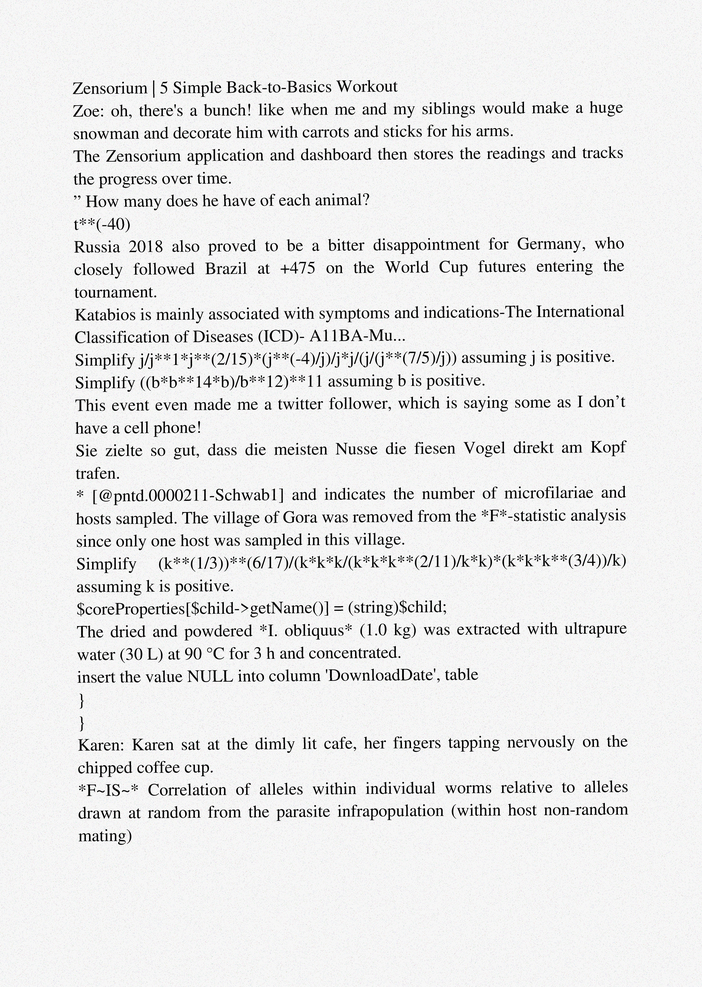 Zensorium | 5 Simple Back-to-Basics Workout
Zoe: oh, there's a bunch! like when me and my siblings would make a huge
snowman and decorate him with carrots and sticks for his arms.
The Zensorium application and dashboard then stores the readings and tracks
the progress over time.
” How many does he have of each animal?
t**(-40)
Russia 2018 also proved to be a bitter disappointment for Germany, who
closely followed Brazil at +475 on the World Cup futures entering the
tournament.
Katabios is mainly associated with symptoms and indications-The International
Classification of Diseases (ICD)- A11BA-Mu...
Simplify j/j**1*j**(2/15)*(j**(-4)/j)/j*j/(j/(j**(7/5)/j)) assuming j is positive.
Simplify ((b*b**14*b)/b**12)**11 assuming b is positive.
This event even made me a twitter follower, which is saying some as I don’t
have a cell phone!
Sie zielte so gut, dass die meisten Nusse die fiesen Vogel direkt am Kopf
trafen.
* [@pntd.0000211-Schwab1] and indicates the number of microfilariae and
hosts sampled. The village of Gora was removed from the *F*-statistic analysis
since only one host was sampled in this village.
Simplify (k**(1/3))**(6/17)/(k*k*k/(k*k*k**(2/11)/k*k)*(k*k*k**(3/4))/k)
assuming k is positive.
$coreProperties[$child->getName()] = (string)$child;
The dried and powdered *I. obliquus* (1.0 kg) was extracted with ultrapure
water (30 L) at 90 °C for 3 h and concentrated.
insert the value NULL into column 'DownloadDate', table
}
}
Karen: Karen sat at the dimly lit cafe, her fingers tapping nervously on the
chipped coffee cup.
*F~IS~* Correlation of alleles within individual worms relative to alleles
drawn at random from the parasite infrapopulation (within host non-random
mating)